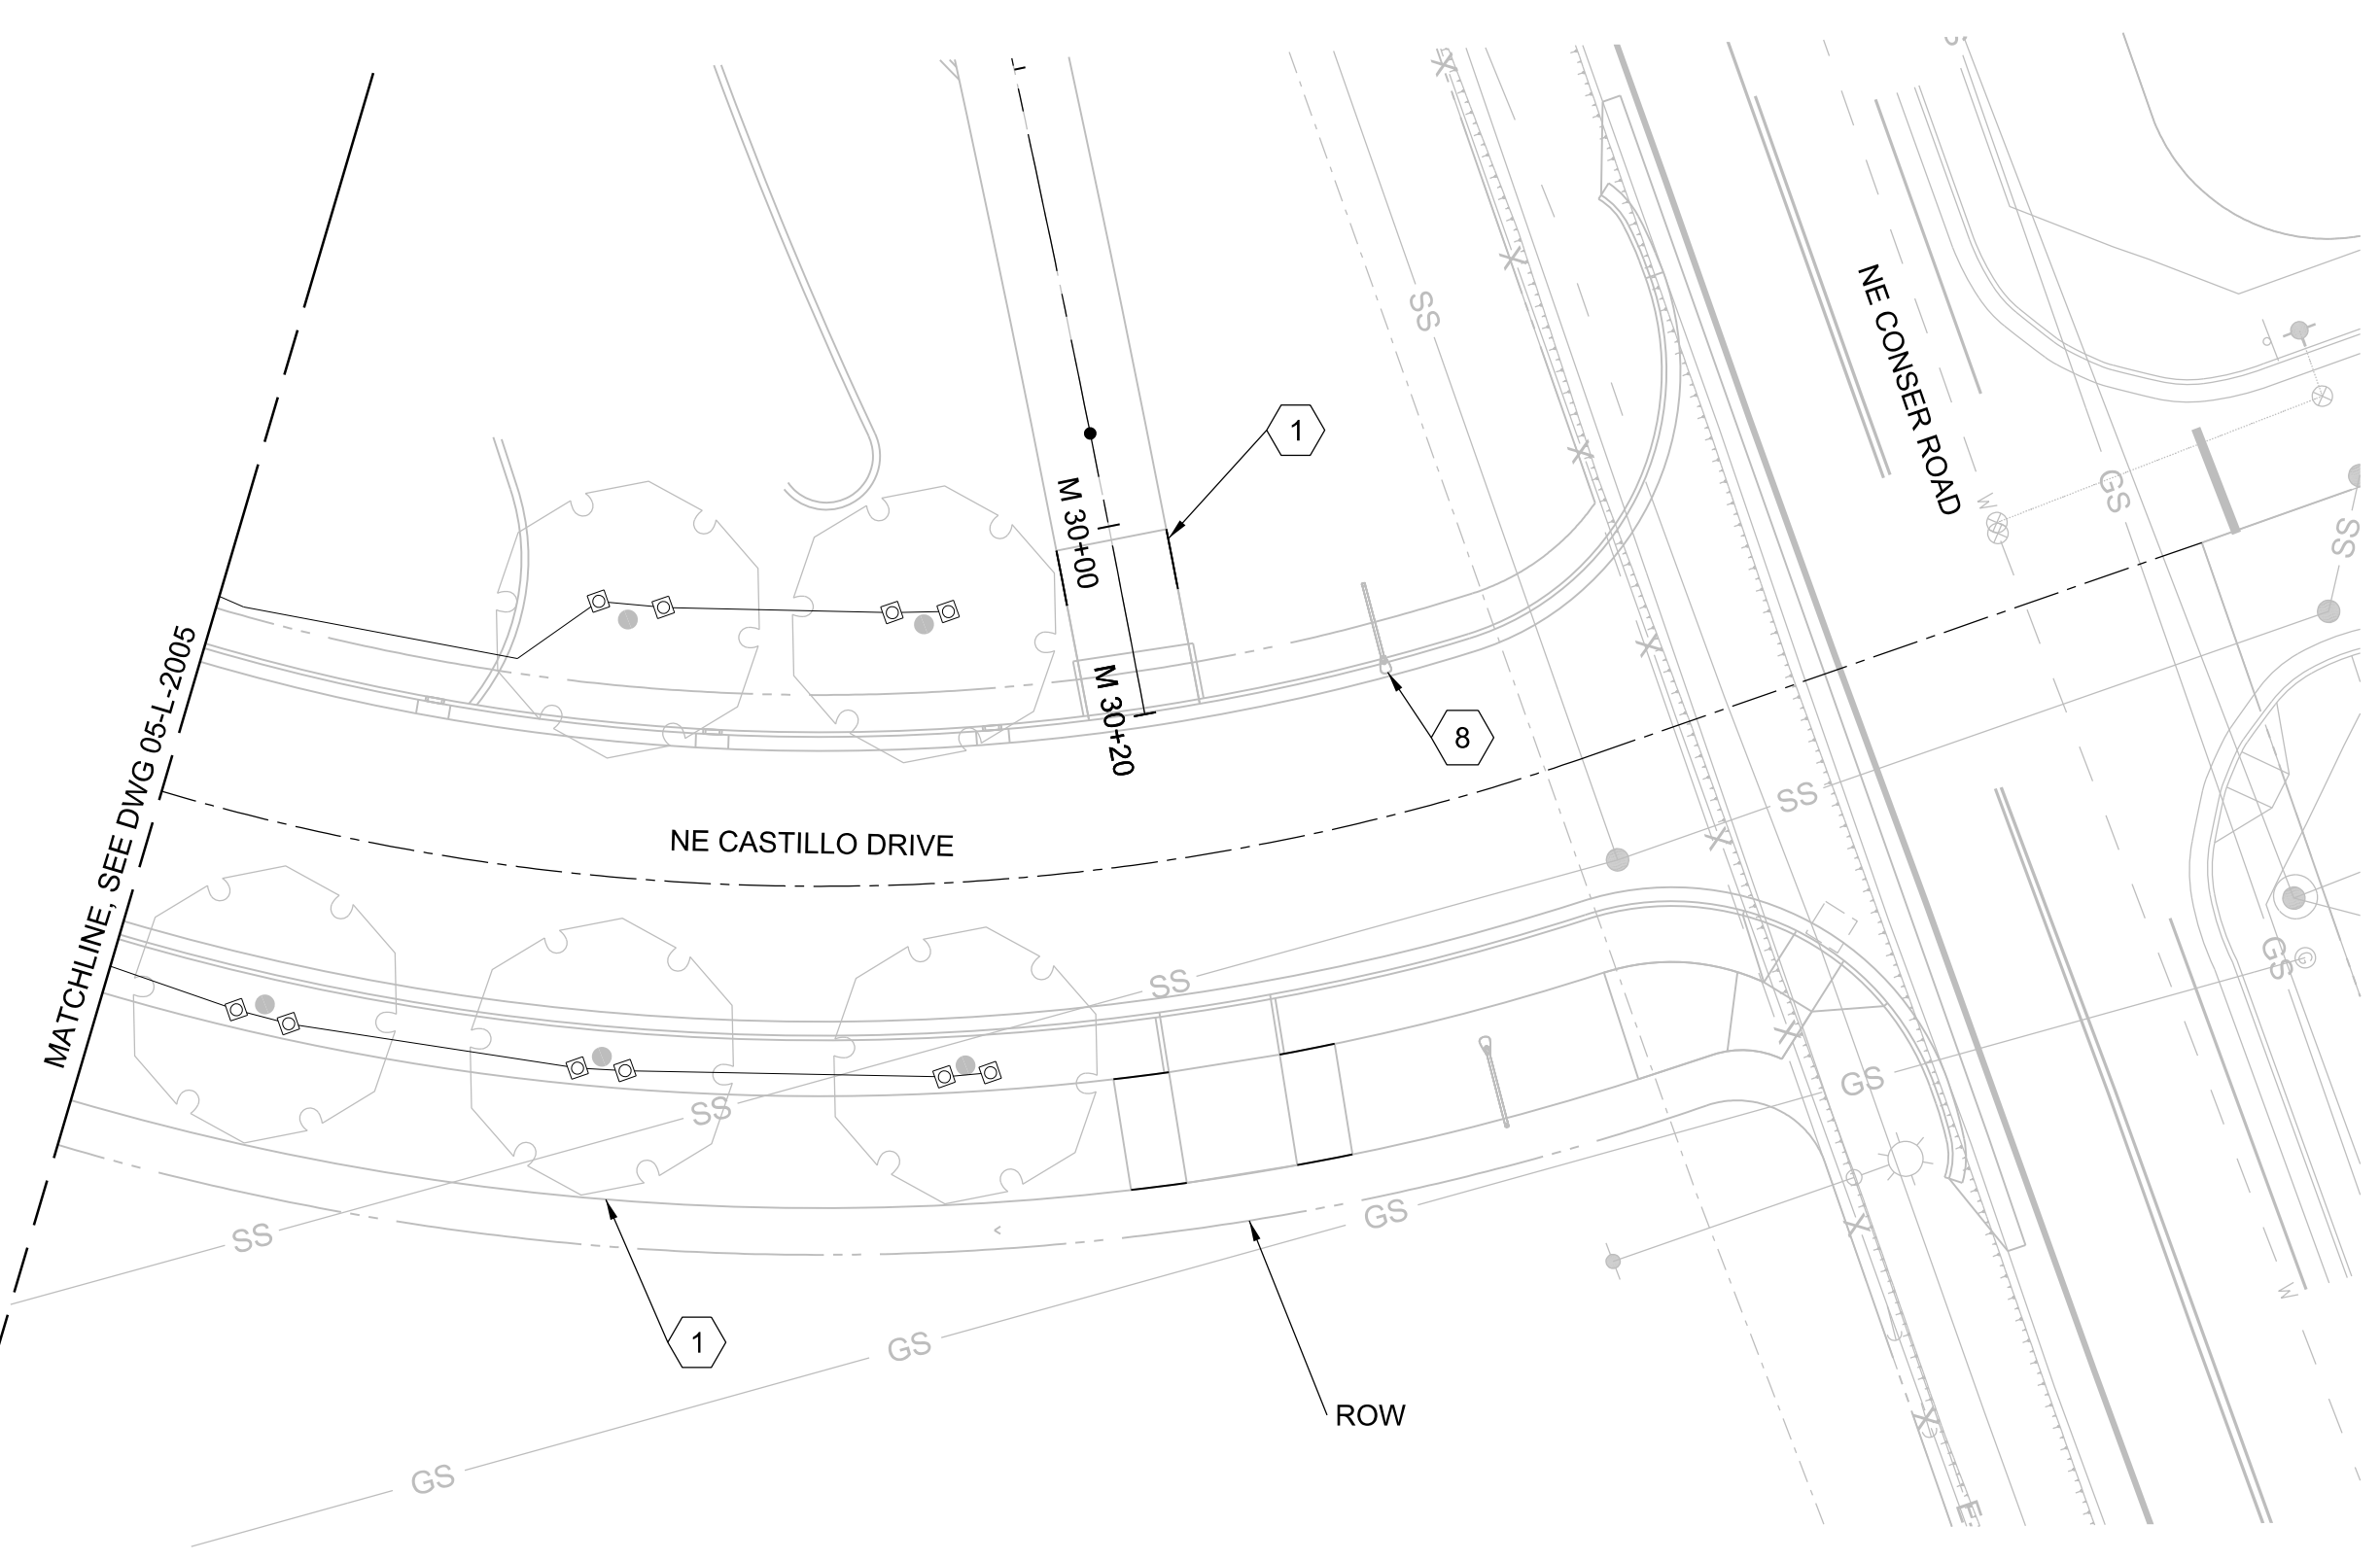 X
SS
X
NE CONSER ROAD
1
X
W
GS
M 30+00
SS
X
MATCHLINE, SEE DWG 05-L-2005
M 30+20
8
SS
NE CASTILLO DRIVE
X
GS
G
SS
X
GS
SS
GS
X
SS
W
1
GS
ROW
X
GS